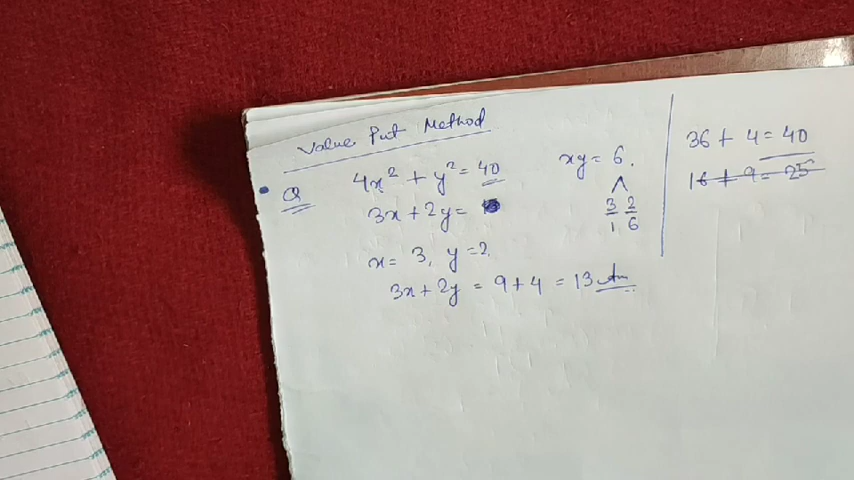 Value Put Method
Q 4x² + y² = 40 xy = 6.
3x + 2y =
3 2
1 6
x = 3, y = 2
3x + 2y = 9 + 4 = 13 Ans
36 + 4 = 40
16 + 9 = 25